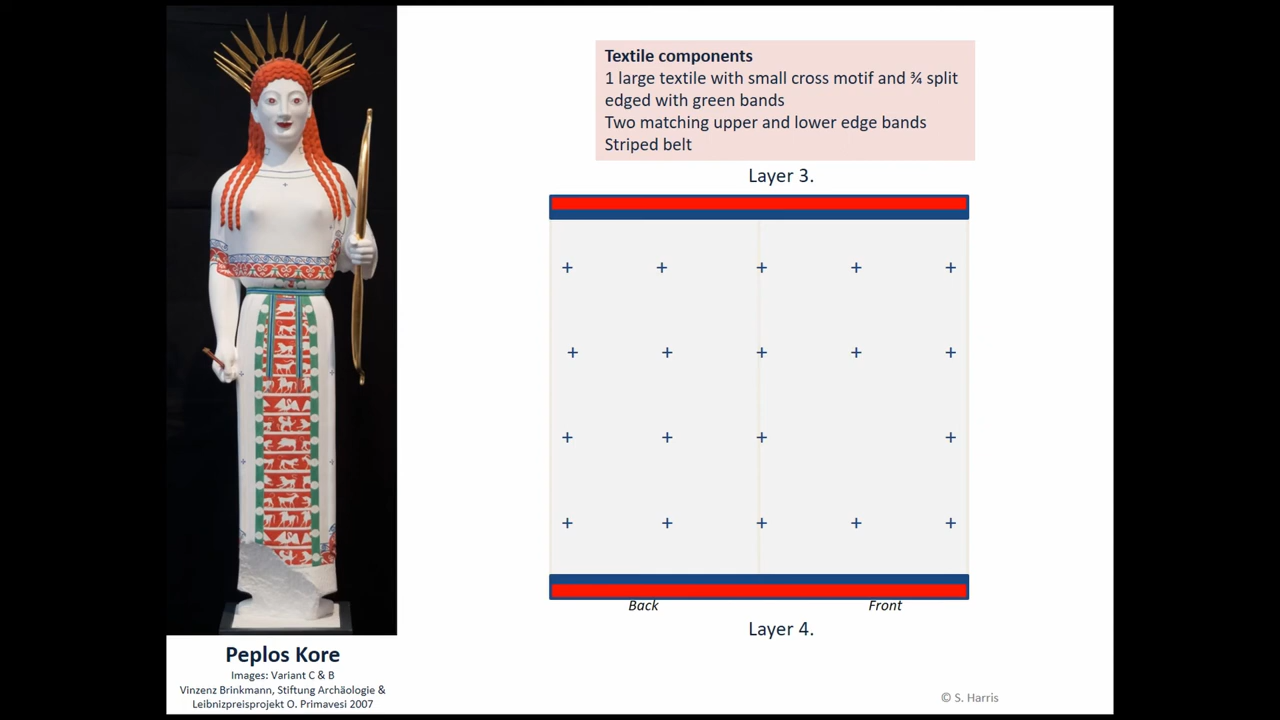 Textile components
1 large textile with small cross motif and ¾ split
edged with green bands
Two matching upper and lower edge bands
Striped belt
Layer 3.
Back Front
Layer 4.
Peplos Kore
Images: Variant C & B
Vinzenz Brinkmann, Stiftung Archäologie &
Leibnizpreisprojekt O. Primavesi 2007
© S. Harris